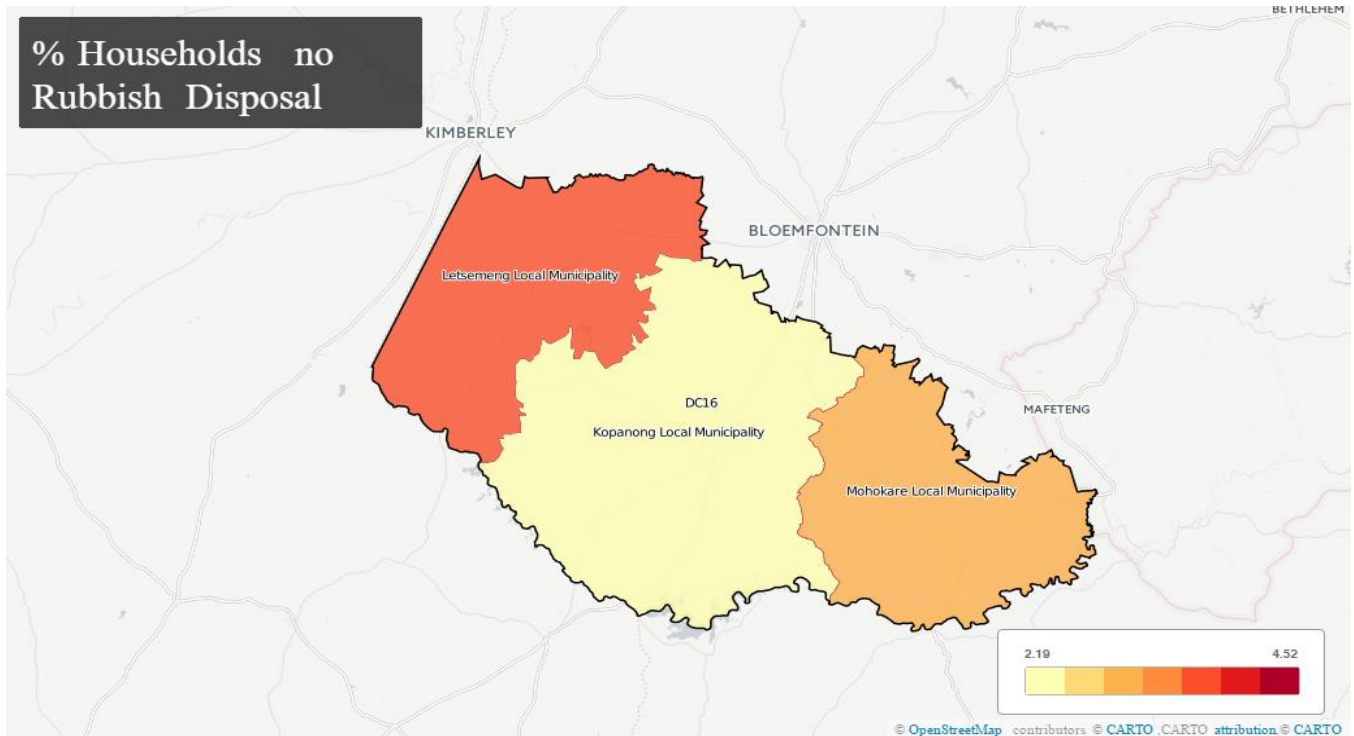 BETHLEHEM
% Households no
Rubbish Disposal
KIMBERLEY
BLOEMFONTEIN
Letsemeng Local Municipality
DC16
MAFETENG
Kopanong Local Municipality
Mohokare Local Municipality
2.19 4.52
© OpenStreetMap contributors © CARTO ,CARTO attribution,© CARTO